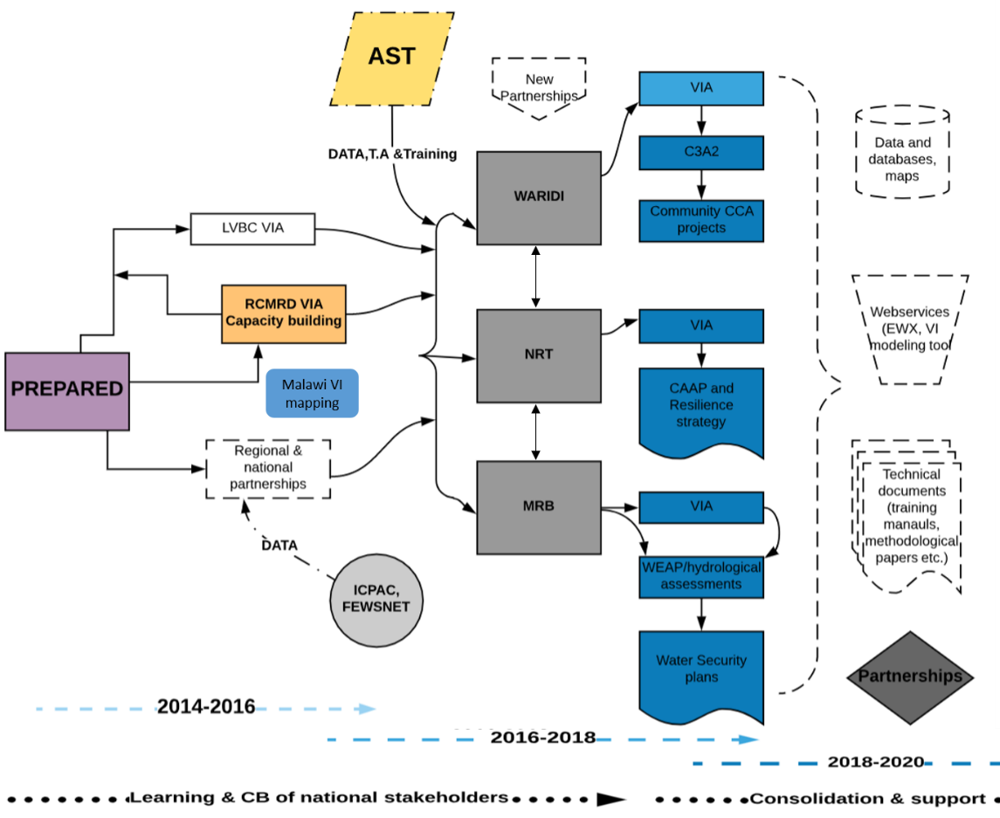 AST
New
Partnerships
VIA
DATA,T.A &Training
C3A2
Data and
databases,
maps
WARIDI
Community CCA
projects
LVBC VIA
RCMRD VIA
Capacity building
VIA
Webservices
(EWX, VI
modeling tool
NRT
PREPARED
Malawi VI
mapping
CAAP and
Resilience
strategy
Regional &
national
partnerships
DATA
MRB
VIA
Technical
documents
(training
manauls,
methodological
papers etc.)
WEAP/hydrological
assessments
ICPAC,
FEWSNET
Water Security
plans
Partnerships
2014-2016
2016-2018
2018-2020
Learning & CB of national stakeholders
Consolidation & support